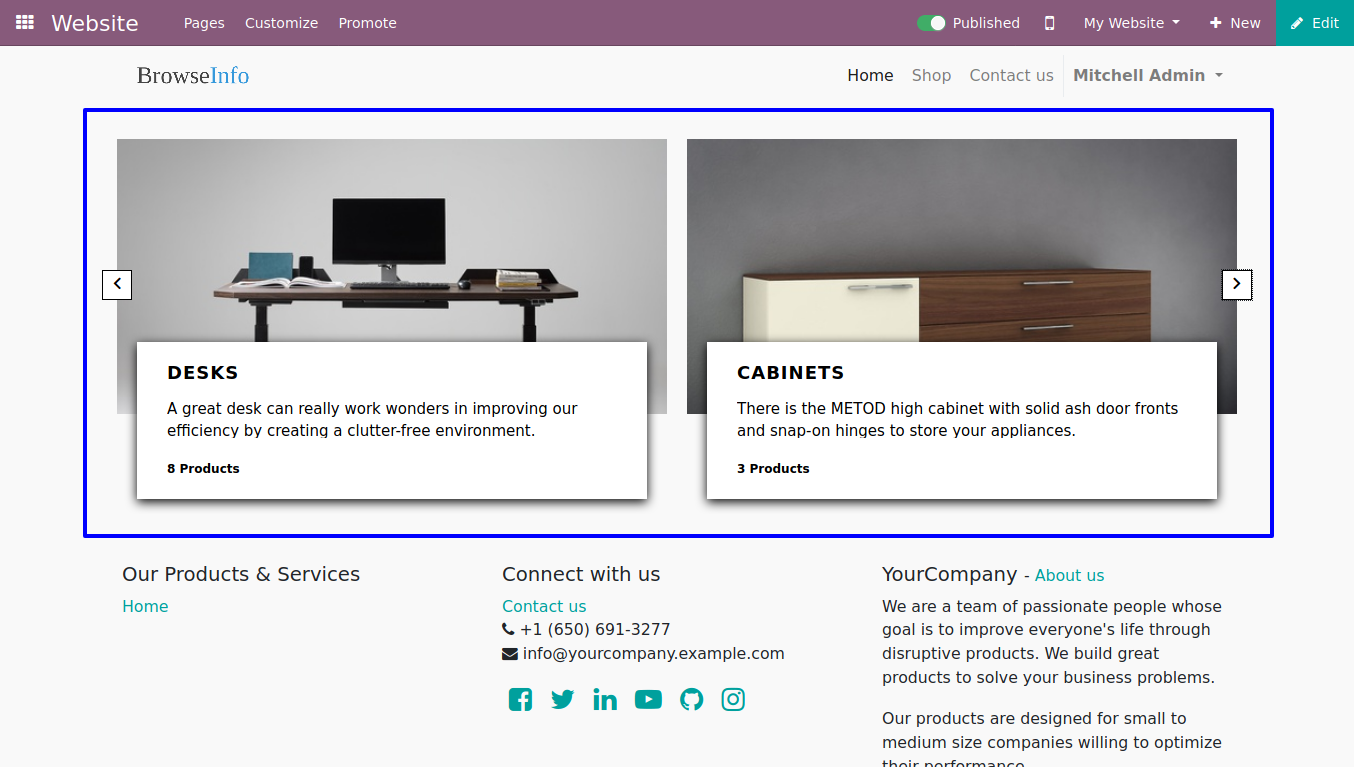 Website Pages Customize Promote Published My Website New Edit
BrowseInfo Home Shop Contact us Mitchell Admin
DESKS
A great desk can really work wonders in improving our
efficiency by creating a clutter-free environment.
8 Products
CABINETS
There is the METOD high cabinet with solid ash door fronts
and snap-on hinges to store your appliances.
3 Products
Our Products & Services
Home
Connect with us
Contact us
+1 (650) 691-3277
info@yourcompany.example.com
YourCompany - About us
We are a team of passionate people whose
goal is to improve everyone's life through
disruptive products. We build great
products to solve your business problems.
Our products are designed for small to
medium size companies willing to optimize
their performance.